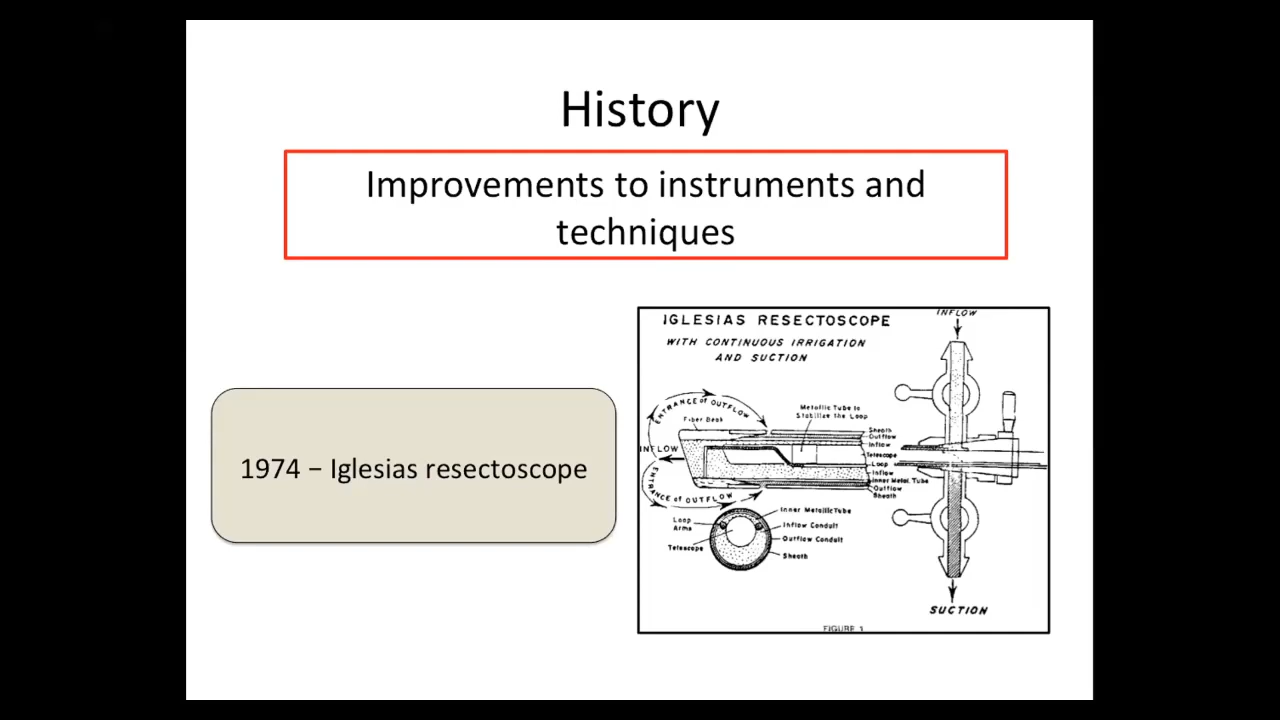 History
Improvements to instruments and
techniques
1974 – Iglesias resectoscope
IGLESIAS RESECTOSCOPE
WITH CONTINUOUS IRRIGATION
AND SUCTION
INFLOW
ENTRANCE of OUTFLOW
Fiber Beak
Metallic Tube to
Stabilize the Loop
INFLOW
Sheath
Outflow
Inflow
Telescope
Loop
Inflow
Inner Metal. Tube
Outflow
Sheath
ENTRANCE of OUTFLOW
Inner Metallic Tube
Loop
Arms
Inflow Conduit
Outflow Conduit
Telescope
Sheath
SUCTION
FIGURE 1